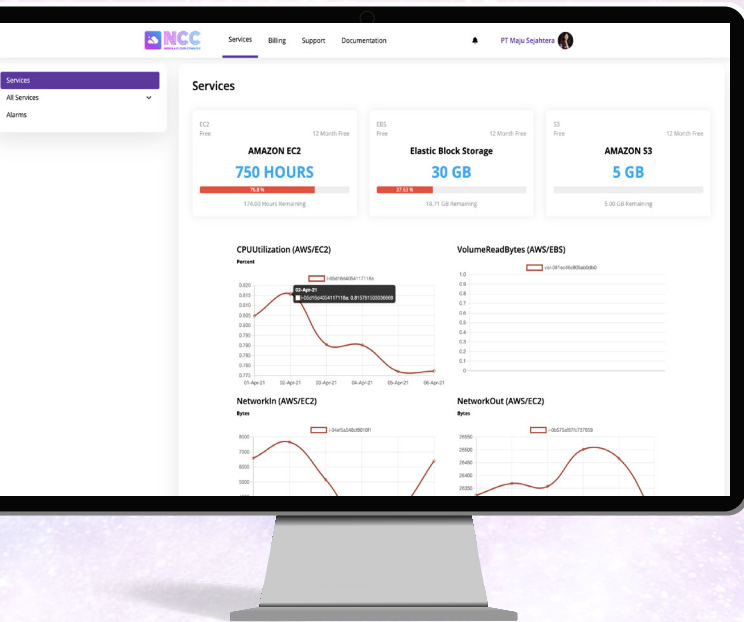 NCC
Services Billing Support Documentation PT Maju Sejahtera
Services
All Services
Alarms
Services
EC2
Free 12 Month Free
AMAZON EC2
750 HOURS
76.8 %
174.03 Hours Remaining
EBS
Free 12 Month Free
Elastic Block Storage
30 GB
37.63 %
18.71 GB Remaining
S3
Free 12 Month Free
AMAZON S3
5 GB
5.00 GB Remaining
CPUUtilization (AWS/EC2)
Percent
02-Apr-21
0.820
0.815
0.810
0.805
0.800
0.795
0.790
0.785
0.780
0.775
01-Apr-21 02-Apr-21 03-Apr-21 04-Apr-21 05-Apr-21 06-Apr-21
VolumeReadBytes (AWS/EBS)
1.0
0.9
0.8
0.7
0.6
0.5
0.4
0.3
0.2
0.1
0
NetworkIn (AWS/EC2)
Bytes
8000
7000
6000
5000
NetworkOut (AWS/EC2)
Bytes
26550
26500
26450
26400
26350